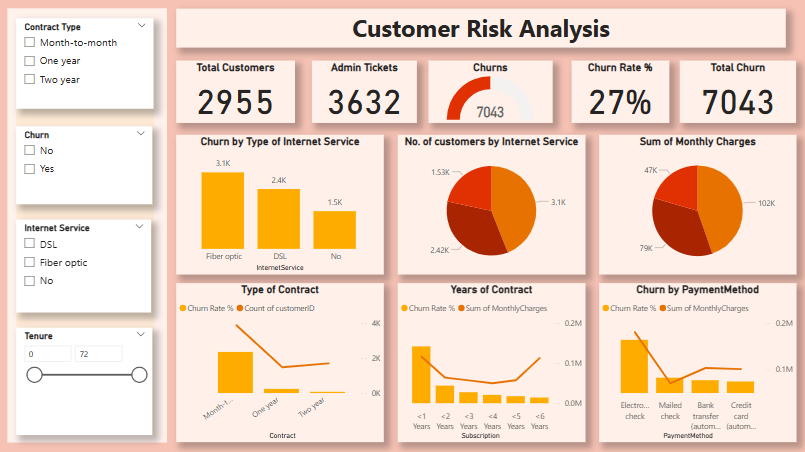 Customer Risk Analysis
Contract Type
Month-to-month
One year
Two year
Churn
No
Yes
Internet Service
DSL
Fiber optic
No
Tenure
0 72
Total Customers
2955
Admin Tickets
3632
Churns
7043
Churn Rate %
27%
Total Churn
7043
Churn by Type of Internet Service
3.1K
2.4K
1.5K
Fiber optic DSL No
InternetService
No. of customers by Internet Service
1.53K
3.1K
2.42K
Sum of Monthly Charges
47K
102K
79K
Type of Contract
Churn Rate % Count of customerID
4K
2K
0K
Month-t... One year Two year
Contract
Years of Contract
Churn Rate % Sum of MonthlyCharges
0.2M
0.1M
0.0M
<1 <2 <3 <4 <5 <6
Years Years Years Years Years Years
Subscription
Churn by PaymentMethod
Churn Rate % Sum of MonthlyCharges
0.2M
0.1M
Electro... Mailed Bank Credit
check check transfer card
(autom... (autom...
PaymentMethod